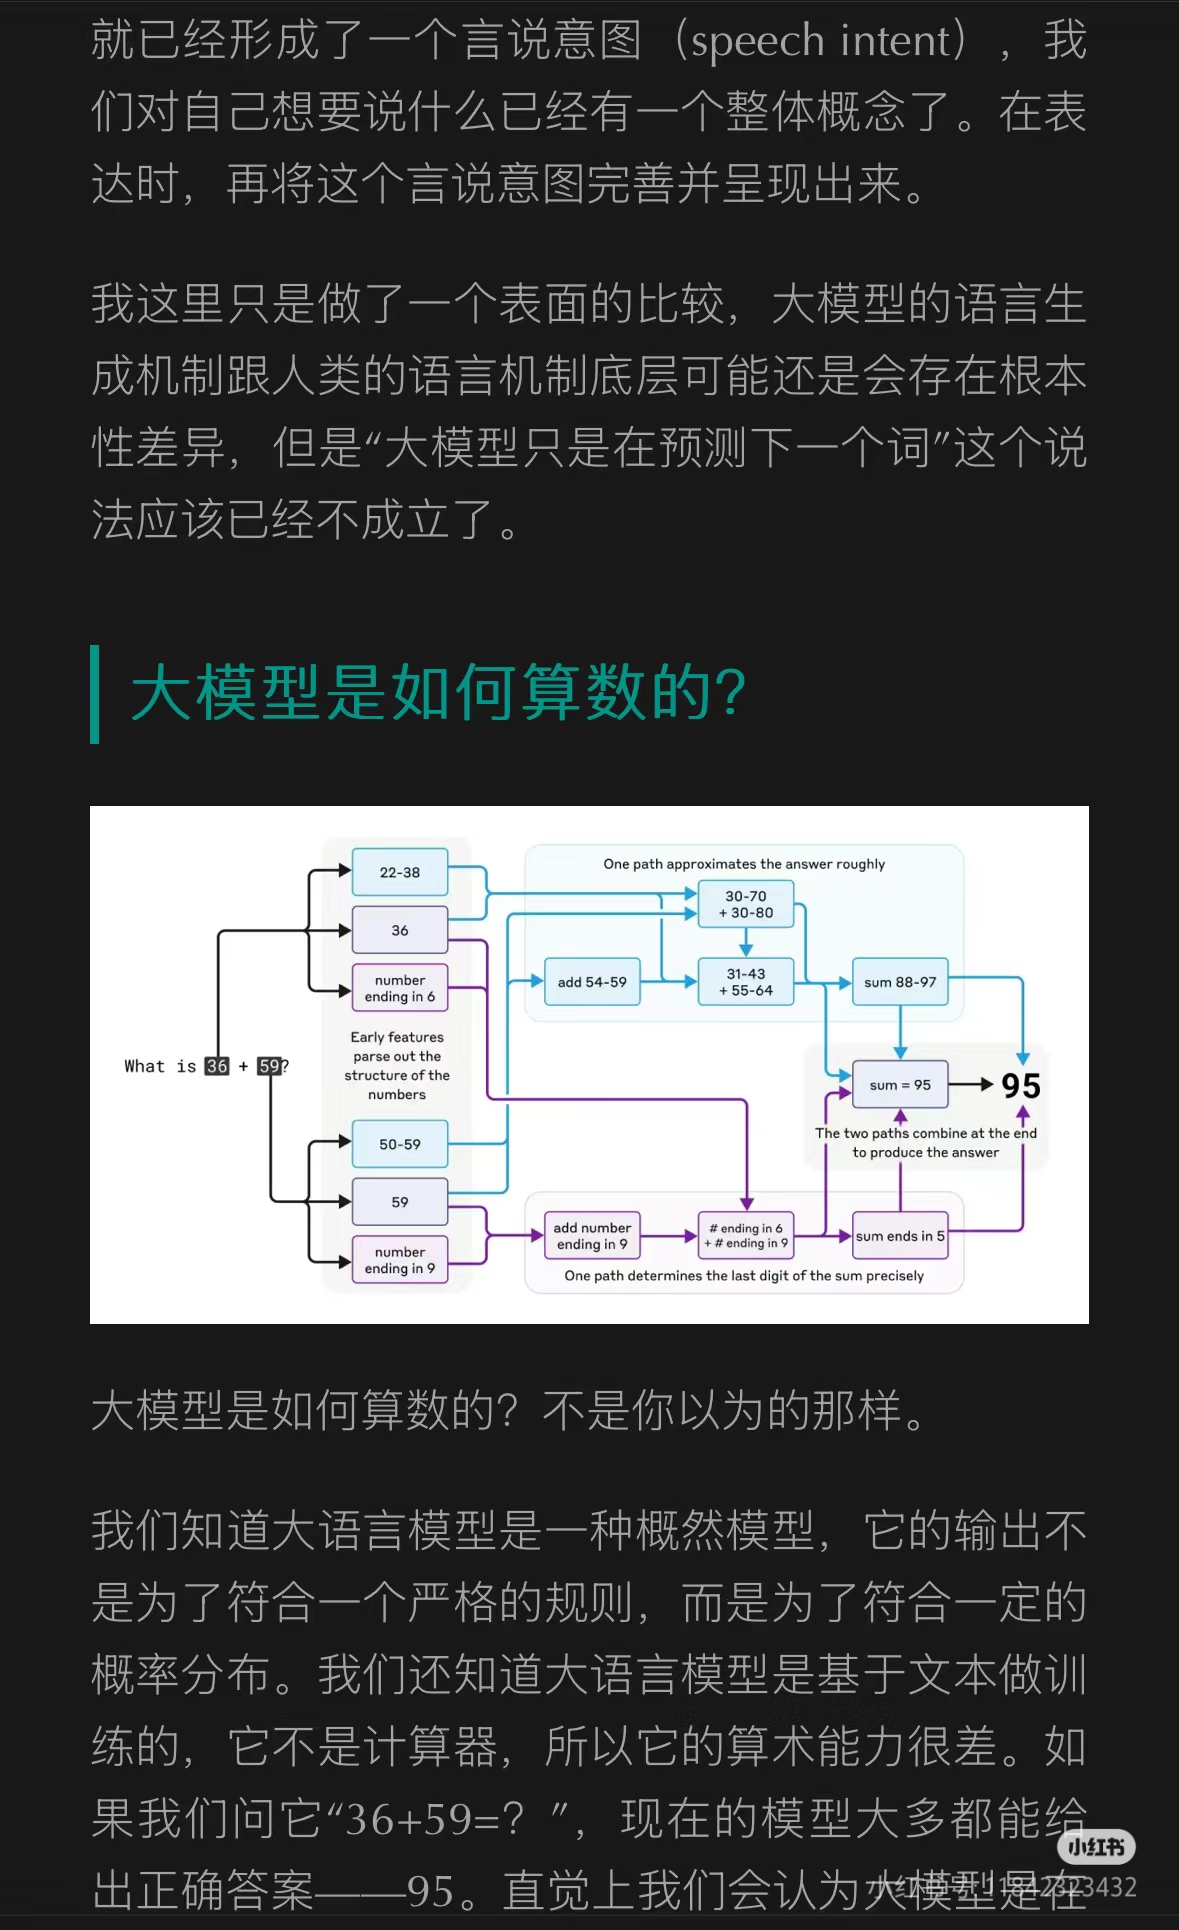 就已经形成了一个言说意图（speech intent），我
们对自己想要说什么已经有一个整体概念了。在表
达时，再将这个言说意图完善并呈现出来。
我这里只是做了一个表面的比较，大模型的语言生
成机制跟人类的语言机制底层可能还是会存在根本
性差异，但是“大模型只是在预测下一个词”这个说
法应该已经不成立了。
大模型是如何算数的？
What is 36 + 59?
22-38
36
number
ending in 6
Early features
parse out the
structure of the
numbers
50-59
59
number
ending in 9
One path approximates the answer roughly
30-70
+ 30-80
add 54-59
31-43
+ 55-64
sum 88-97
sum = 95
95
The two paths combine at the end
to produce the answer
add number
ending in 9
# ending in 6
+ # ending in 9
sum ends in 5
One path determines the last digit of the sum precisely
大模型是如何算数的？不是你以为的那样。
我们知道大语言模型是一种概然模型，它的输出不
是为了符合一个严格的规则，而是为了符合一定的
概率分布。我们还知道大语言模型是基于文本做训
练的，它不是计算器，所以它的算术能力很差。如
果我们问它“36+59=？”，现在的模型大多都能给
出正确答案——95。直觉上我们会认为大模型是在
小红书
小红书号:11842323432